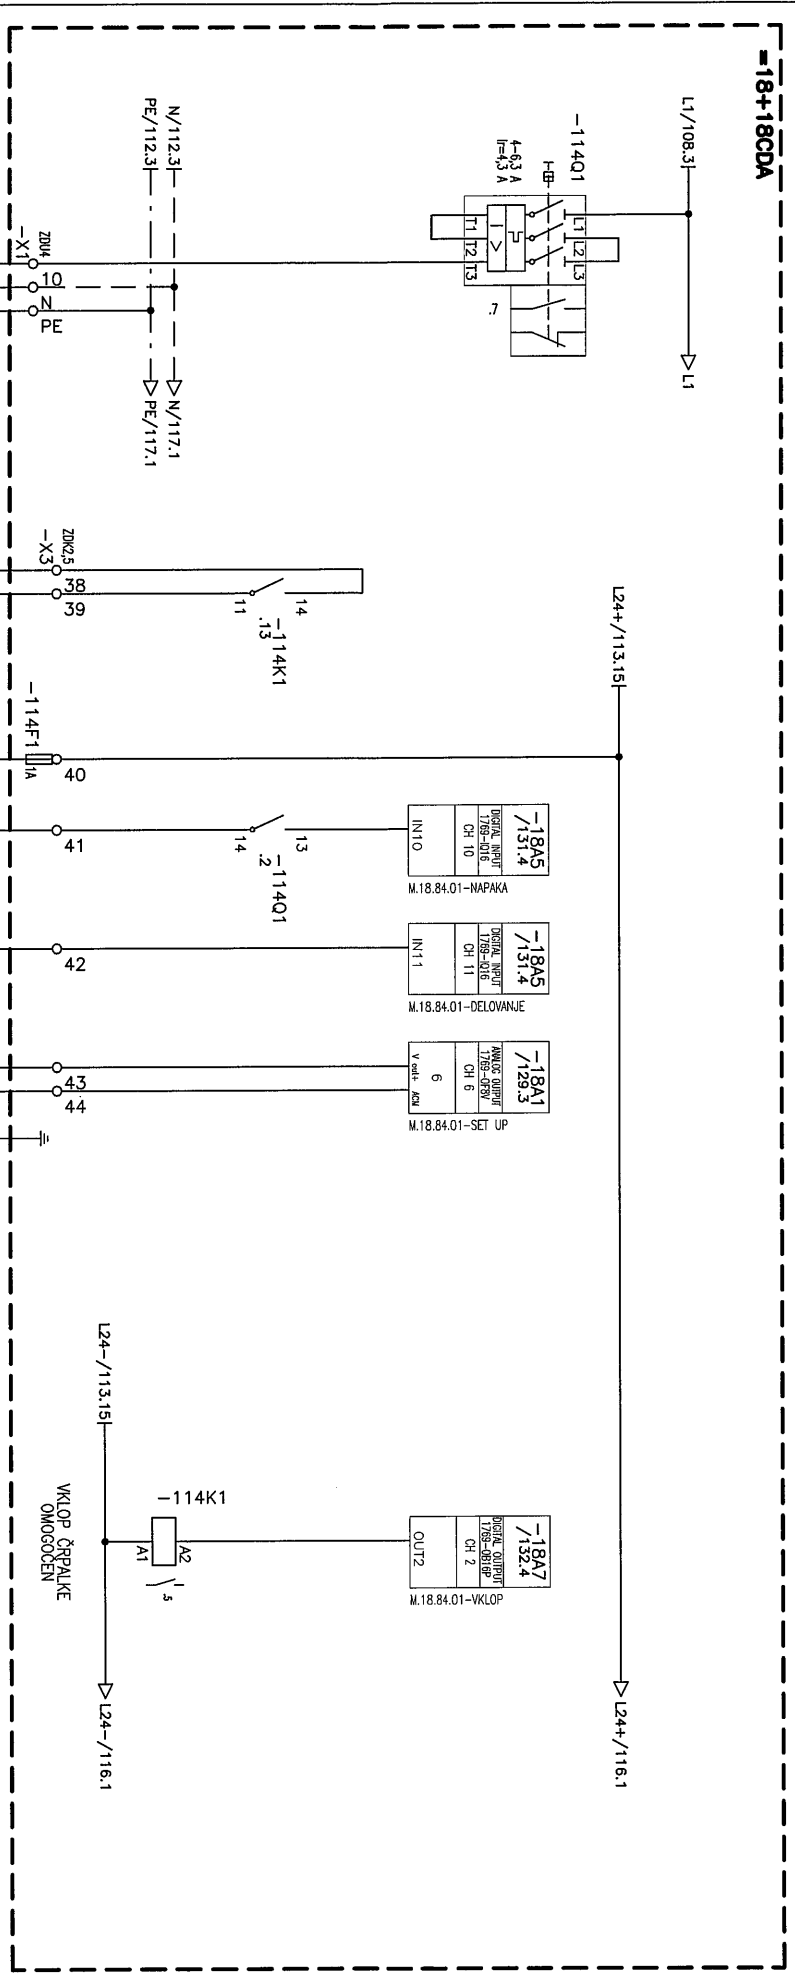 =18+18CDA
L1/108.3
L1
-114Q1
4-6,3 A
Ir=4,3 A
L1
L2
L3
T1
T2
T3
I >
.7
N/112.3
PE/112.3
N/117.1
PE/117.1
ZDU4
-X1
10
N
PE
ZDK2,5
-X3
38
39
11
14
-114K1
.13
L24+/113.15
-114F1
1A
40
41
14
13
-114Q1
.2
-18A5
/131.4
DIGITAL INPUT
1769-IQ16
CH 10
IN10
M.18.84.01-NAPAKA
42
-18A5
/131.4
DIGITAL INPUT
1769-IQ16
CH 11
IN11
M.18.84.01-DELOVANJE
43
44
-18A1
/129.3
ANALOG OUTPUT
1769-OF8V
CH 6
6
V out+
ACM
M.18.84.01-SET UP
L24-/113.15
-114K1
A1
A2
.5
VKLOP ČRPALKE
OMOGOČEN
-18A7
/132.4
DIGITAL OUTPUT
1769-OB16P
CH 2
OUT2
M.18.84.01-VKLOP
L24-/116.1
L24+/116.1